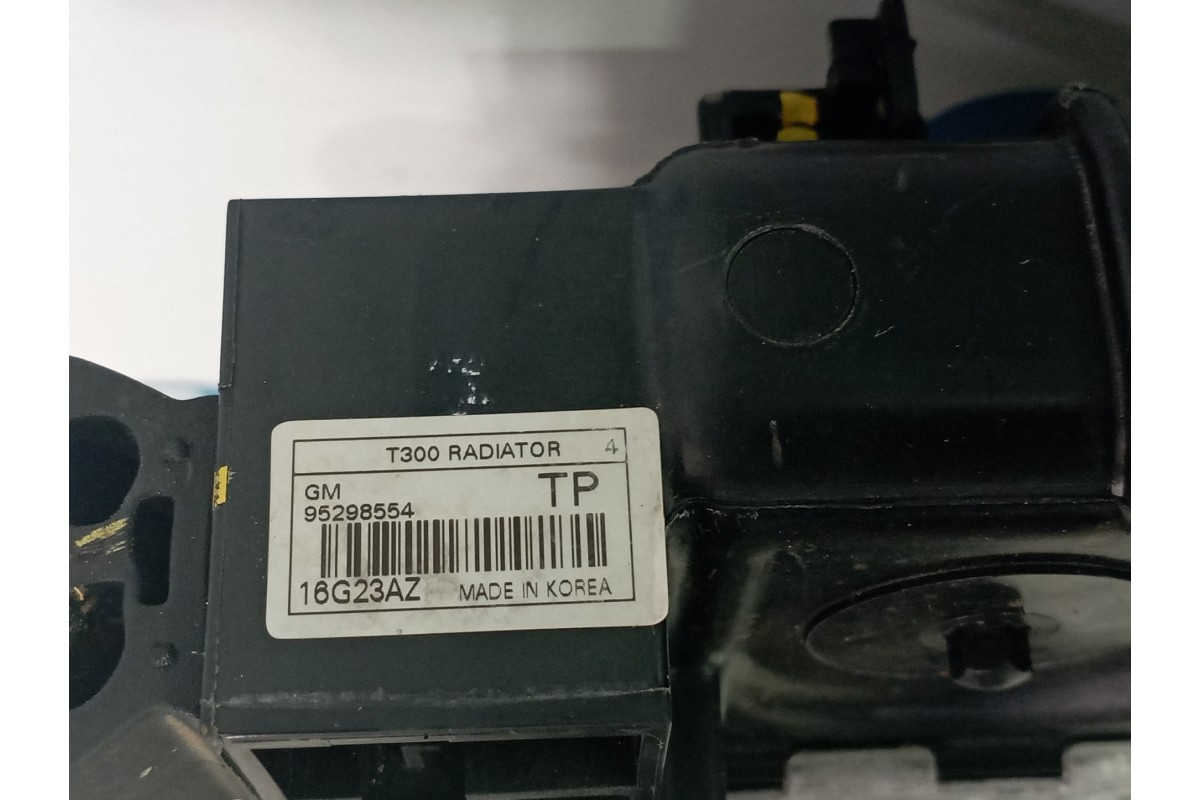 T300 RADIATOR 4
GM TP
95298554
16G23AZ MADE IN KOREA